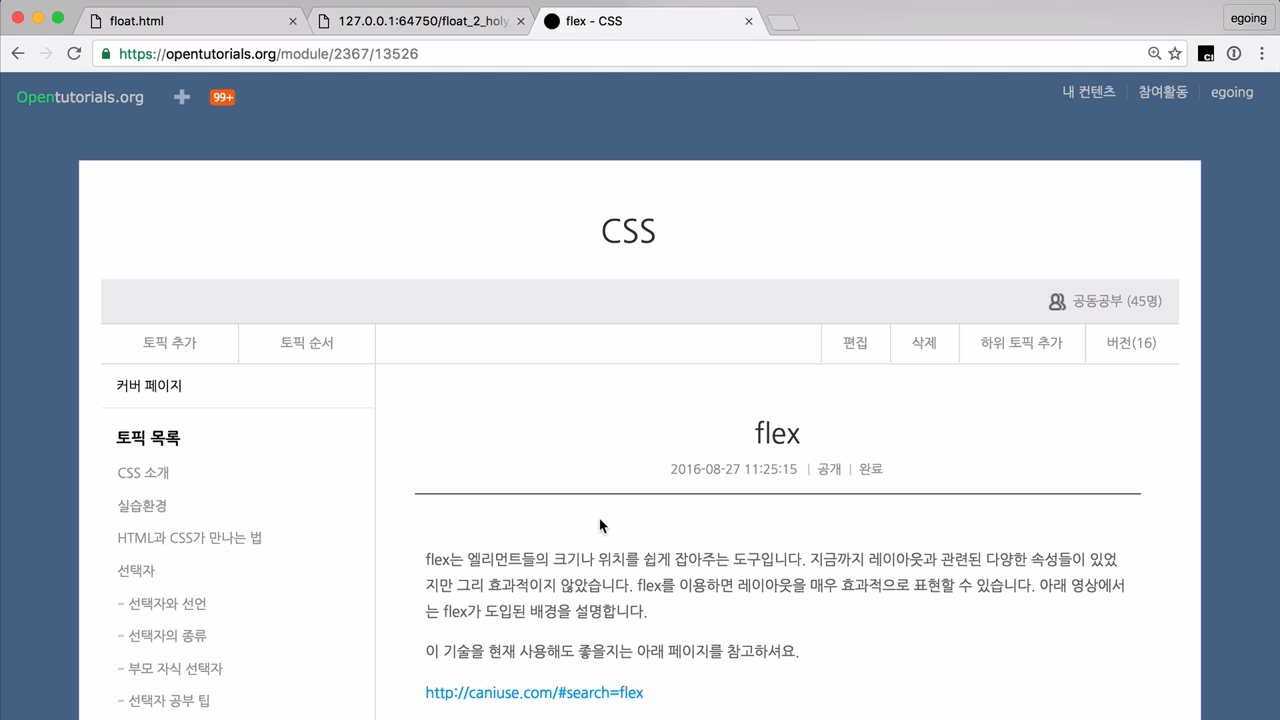 float.html
127.0.0.1:64750/float_2_holy
flex - CSS
egoing
https://opentutorials.org/module/2367/13526
Opentutorials.org
99+
내 컨텐츠
참여활동
egoing
CSS
공동공부 (45명)
토픽 추가
토픽 순서
편집
삭제
하위 토픽 추가
버전(16)
커버 페이지
토픽 목록
CSS 소개
실습환경
HTML과 CSS가 만나는 법
선택자
- 선택자와 선언
- 선택자의 종류
- 부모 자식 선택자
- 선택자 공부 팁
flex
2016-08-27 11:25:15 | 공개 | 완료
flex는 엘리먼트들의 크기나 위치를 쉽게 잡아주는 도구입니다. 지금까지 레이아웃과 관련된 다양한 속성들이 있었
지만 그리 효과적이지 않았습니다. flex를 이용하면 레이아웃을 매우 효과적으로 표현할 수 있습니다. 아래 영상에서
는 flex가 도입된 배경을 설명합니다.
이 기술을 현재 사용해도 좋을지는 아래 페이지를 참고하셔요.
http://caniuse.com/#search=flex